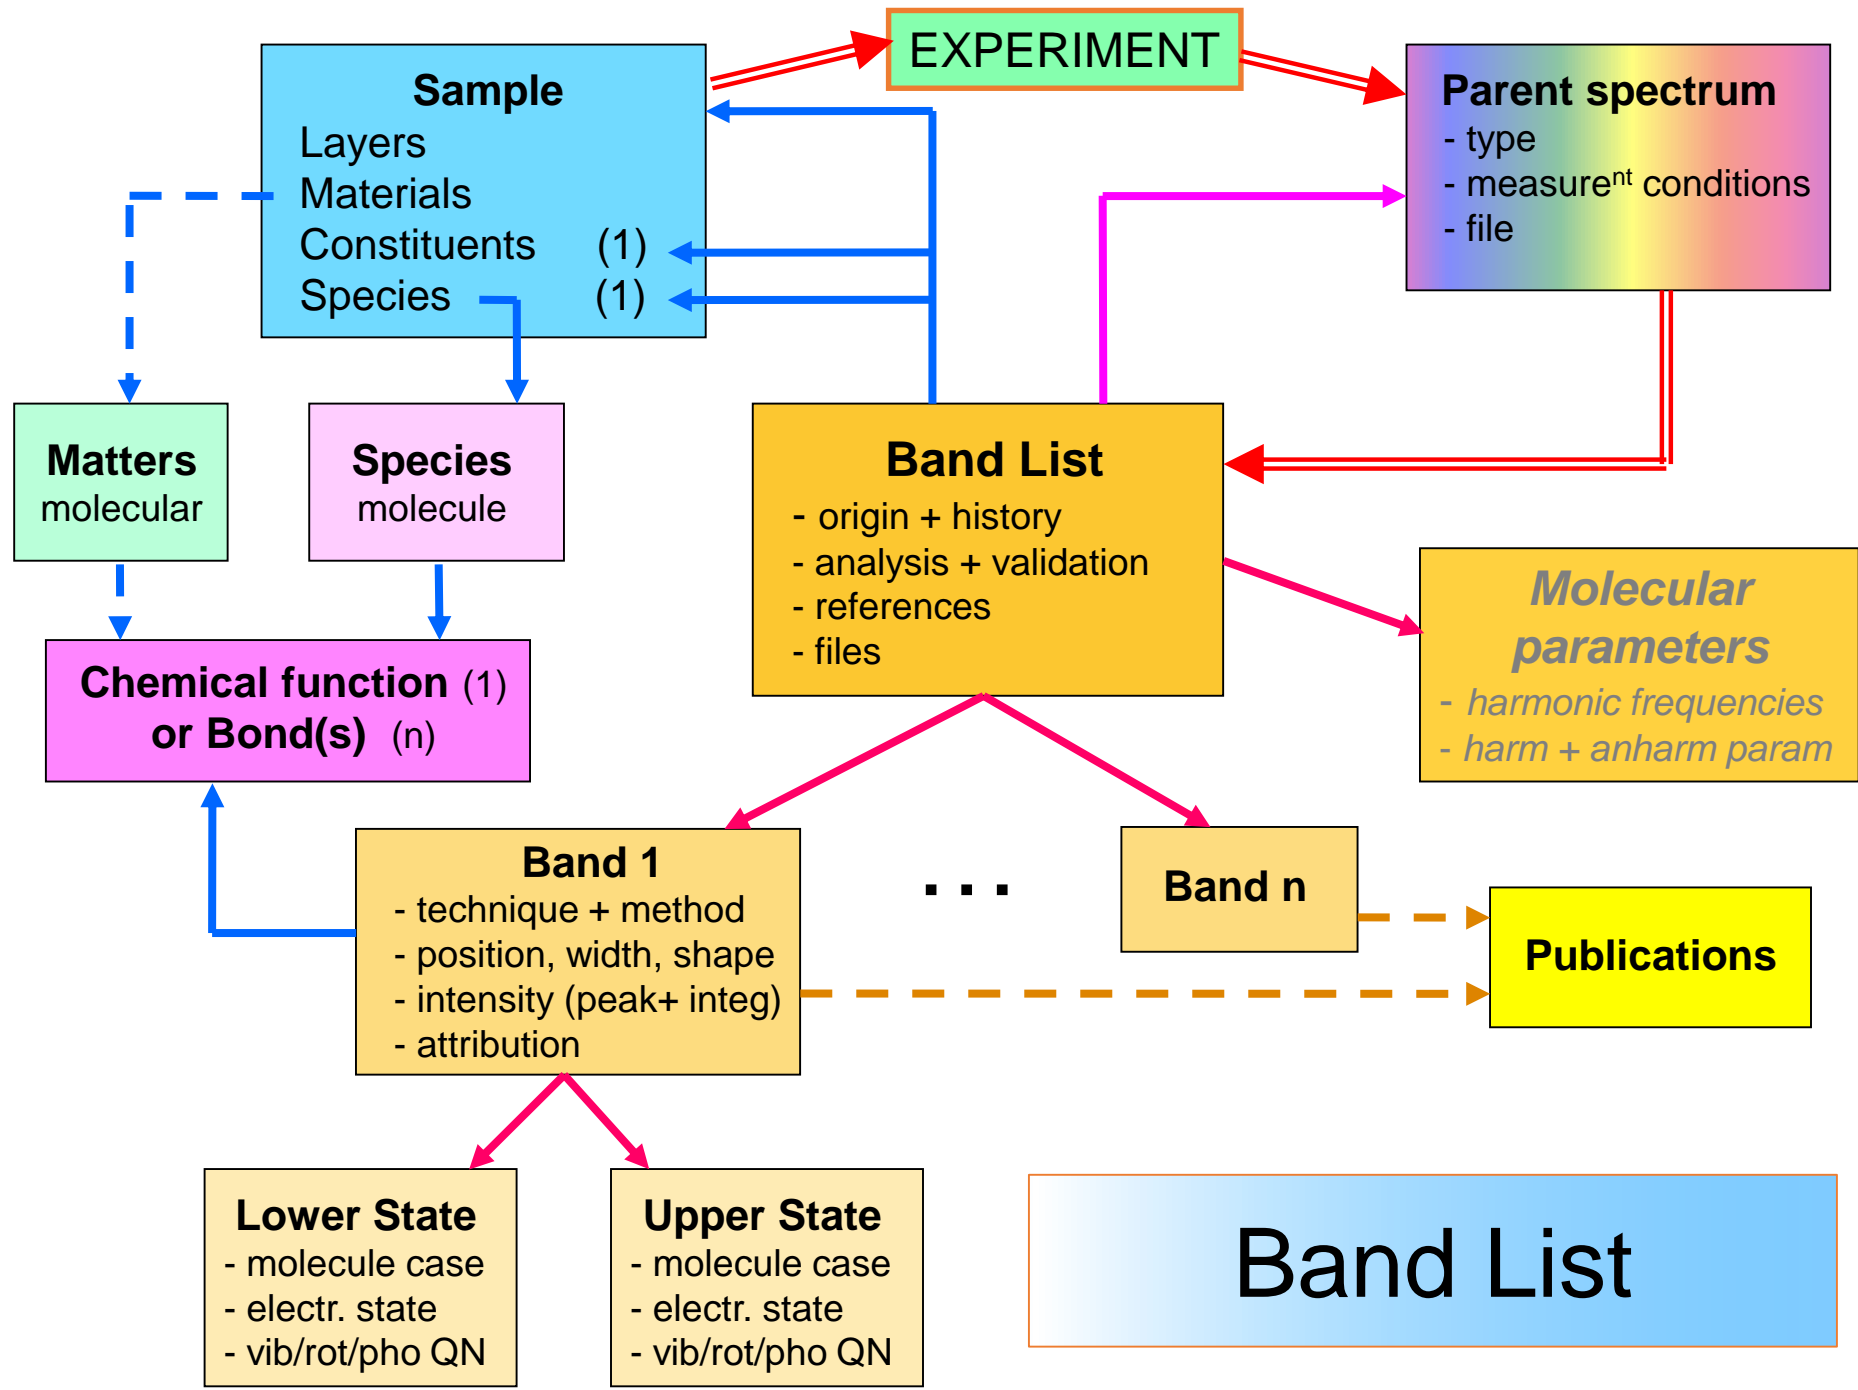 EXPERIMENT
Sample
Layers
Materials
Constituents (1)
Species (1)
Parent spectrum
- type
- measurent conditions
- file
Matters
molecular
Species
molecule
Band List
- origin + history
- analysis + validation
- references
- files
Molecular
parameters
- harmonic frequencies
- harm + anharm param
Chemical function (1)
or Bond(s) (n)
Band 1
- technique + method
- position, width, shape
- intensity (peak+ integ)
- attribution
...
Band n
Publications
Lower State
- molecule case
- electr. state
- vib/rot/pho QN
Upper State
- molecule case
- electr. state
- vib/rot/pho QN
Band List